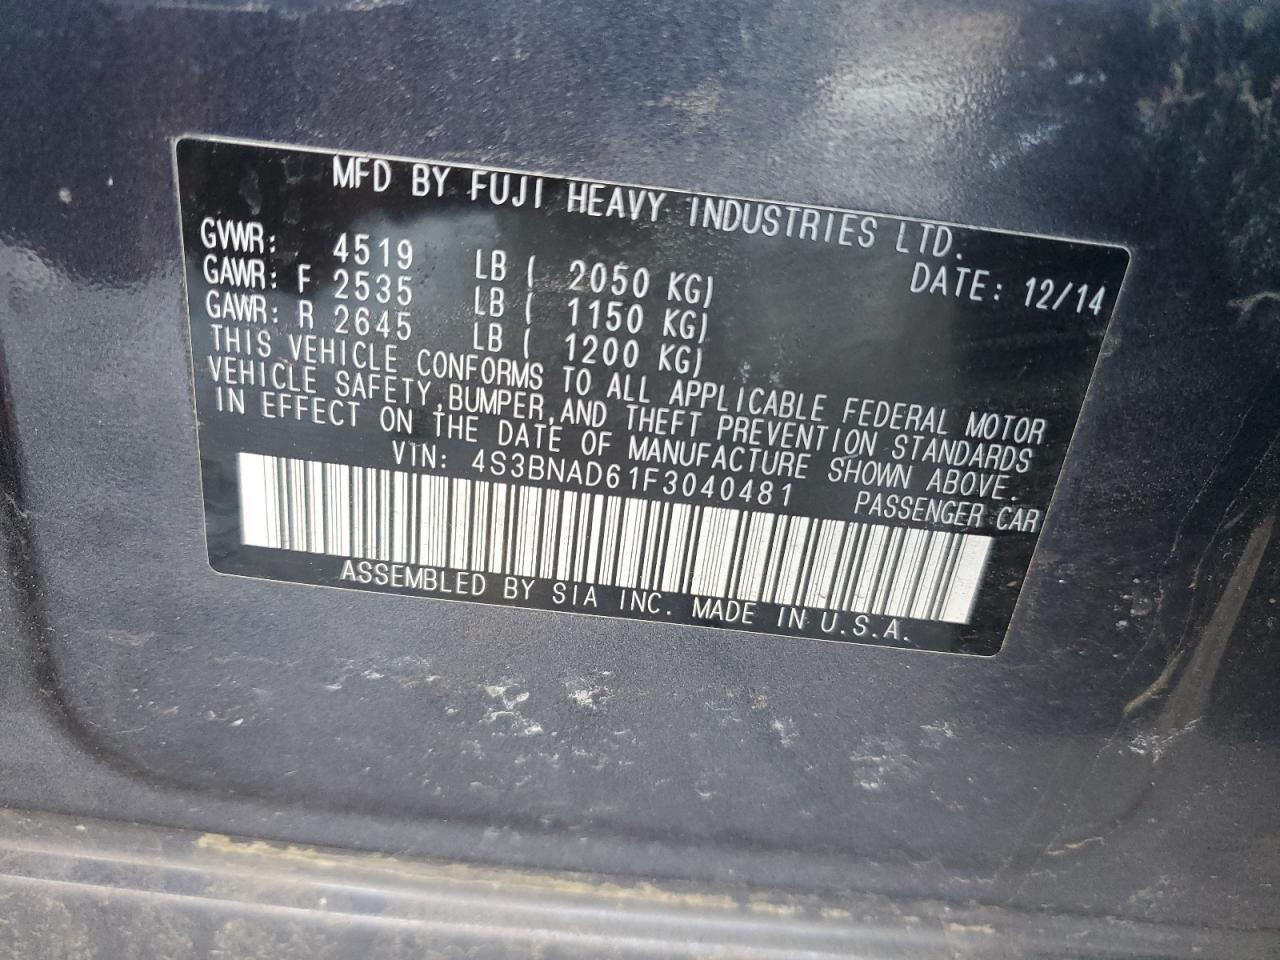 MFD BY FUJI HEAVY INDUSTRIES LTD.
GVWR: 4519 LB ( 2050 KG) DATE: 12/14
GAWR: F 2535 LB ( 1150 KG)
GAWR: R 2645 LB ( 1200 KG)
THIS VEHICLE CONFORMS TO ALL APPLICABLE FEDERAL MOTOR
VEHICLE SAFETY,BUMPER,AND THEFT PREVENTION STANDARDS
IN EFFECT ON THE DATE OF MANUFACTURE SHOWN ABOVE.
VIN: 4S3BNAD61F3040481 PASSENGER CAR
ASSEMBLED BY SIA INC. MADE IN U.S.A.